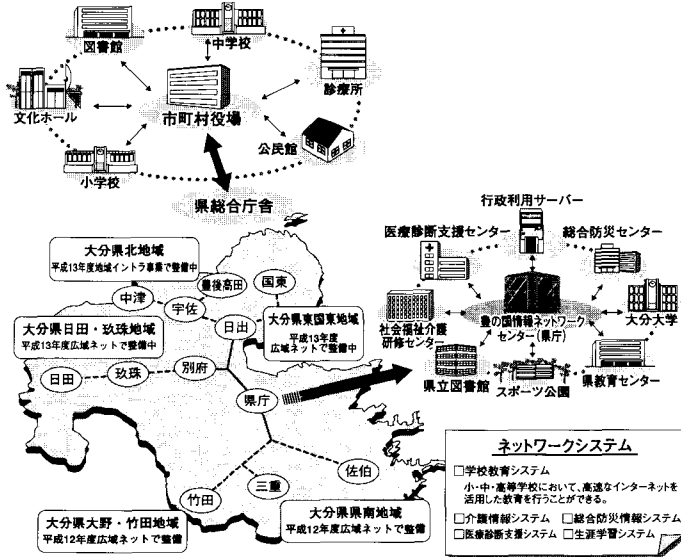 図書館
中学校
診療所
文化ホール
市町村役場
公民館
小学校
県総合庁舎
行政利用サーバー
医療診断支援センター
総合防災センター
社会福祉介護
研修センター
豊の国情報ネットワーク
センター(県庁)
大分大学
県立図書館
スポーツ公園
県教育センター
大分県北地域
平成13年度地域イントラ事業で整備中
豊後高田
国東
中津
宇佐
日出
大分県東国東地域
平成13年度
広域ネットで整備中
大分県日田・玖珠地域
平成13年度広域ネットで整備中
日田
玖珠
別府
県庁
佐伯
三重
竹田
大分県大野・竹田地域
平成12年度広域ネットで整備中
大分県県南地域
平成12年度広域ネットで整備中
ネットワークシステム
□学校教育システム
小・中・高等学校において、高速なインターネットを
活用した教育を行うことができる。
□介護情報システム □総合防災情報システム
□医療診断支援システム □生涯学習システム